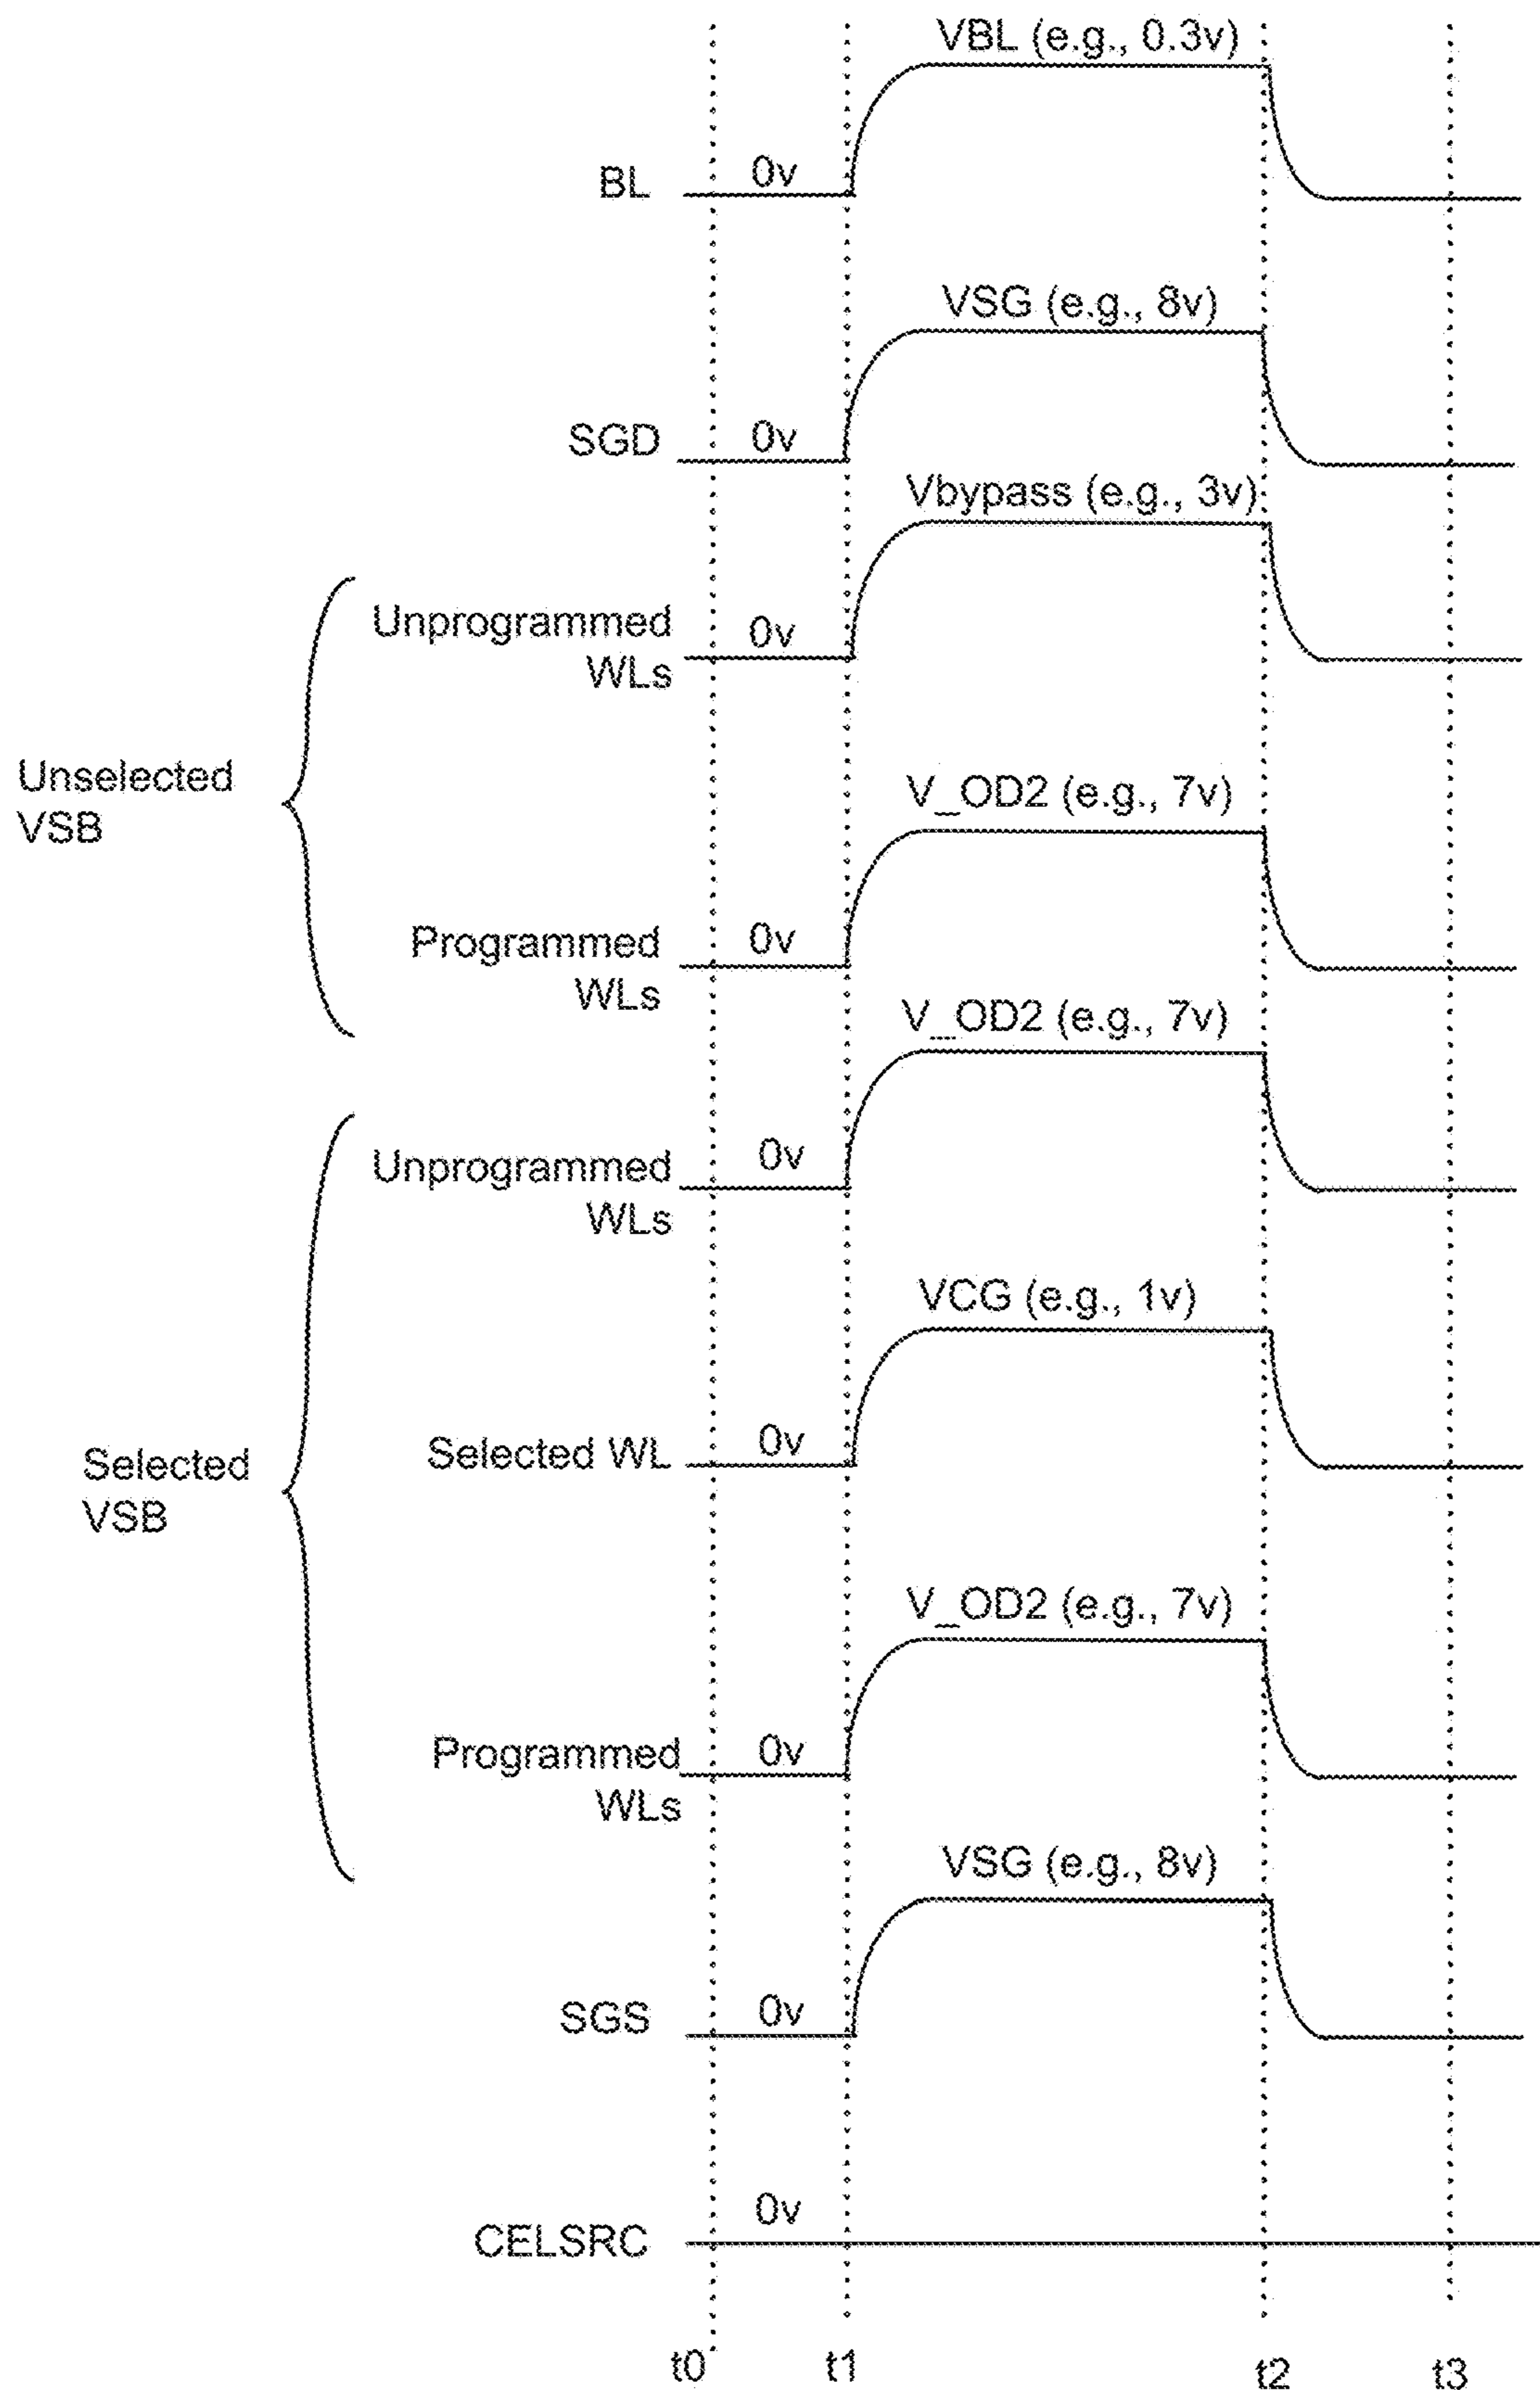 VBL (e.g., 0.3v)
BL
0v
VSG (e.g., 8v)
SGD
0v
Vbypass (e.g., 3v)
Unselected
VSB
Unprogrammed
WLs
0v
V_OD2 (e.g., 7v)
Programmed
WLs
0v
V_OD2 (e.g., 7v)
Unprogrammed
WLs
0v
VCG (e.g., 1v)
Selected
VSB
Selected WL
0v
V_OD2 (e.g., 7v)
Programmed
WLs
0v
VSG (e.g., 8v)
SGS
0v
CELSRC
0v
t0
t1
t2
t3